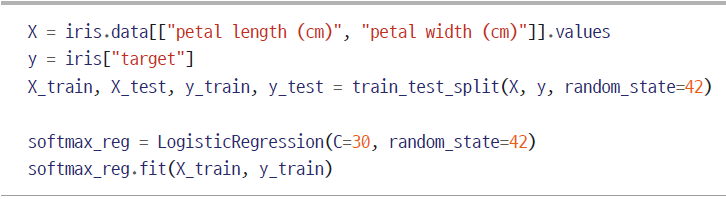 X = iris.data[["petal length (cm)", "petal width (cm)"]].values
y = iris["target"]
X_train, X_test, y_train, y_test = train_test_split(X, y, random_state=42)
softmax_reg = LogisticRegression(C=30, random_state=42)
softmax_reg.fit(X_train, y_train)